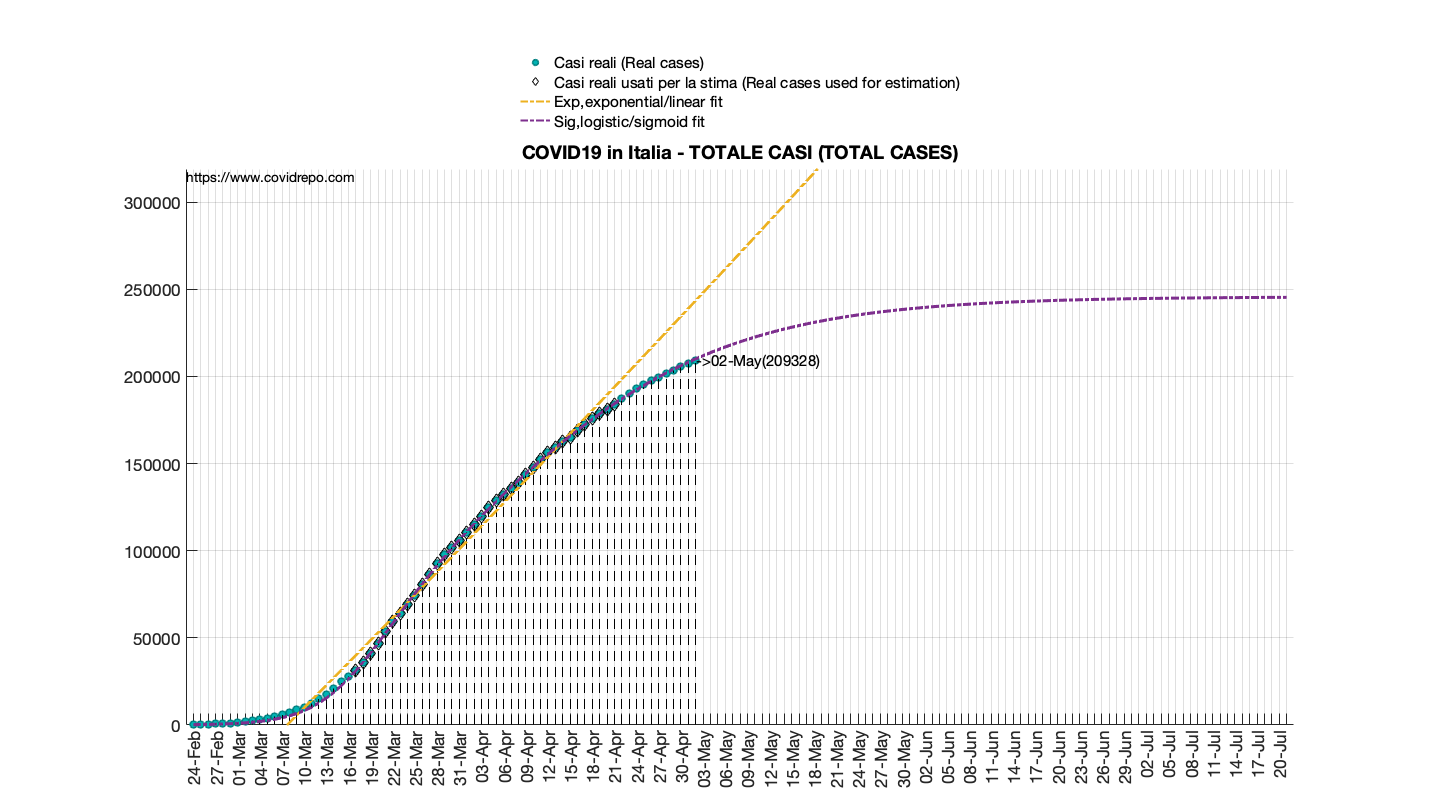 Casi reali (Real cases)
Casi reali usati per la stima (Real cases used for estimation)
Exp,exponential/linear fit
Sig,logistic/sigmoid fit
COVID19 in Italia - TOTALE CASI (TOTAL CASES)
https://www.covidrepo.com
300000
250000
200000
150000
100000
50000
0
>02-May(209328)
24-Feb
27-Feb
01-Mar
04-Mar
07-Mar
10-Mar
13-Mar
16-Mar
19-Mar
22-Mar
25-Mar
28-Mar
31-Mar
03-Apr
06-Apr
09-Apr
12-Apr
15-Apr
18-Apr
21-Apr
24-Apr
27-Apr
30-Apr
03-May
06-May
09-May
12-May
15-May
18-May
21-May
24-May
27-May
30-May
02-Jun
05-Jun
08-Jun
11-Jun
14-Jun
17-Jun
20-Jun
23-Jun
26-Jun
29-Jun
02-Jul
05-Jul
08-Jul
11-Jul
14-Jul
17-Jul
20-Jul